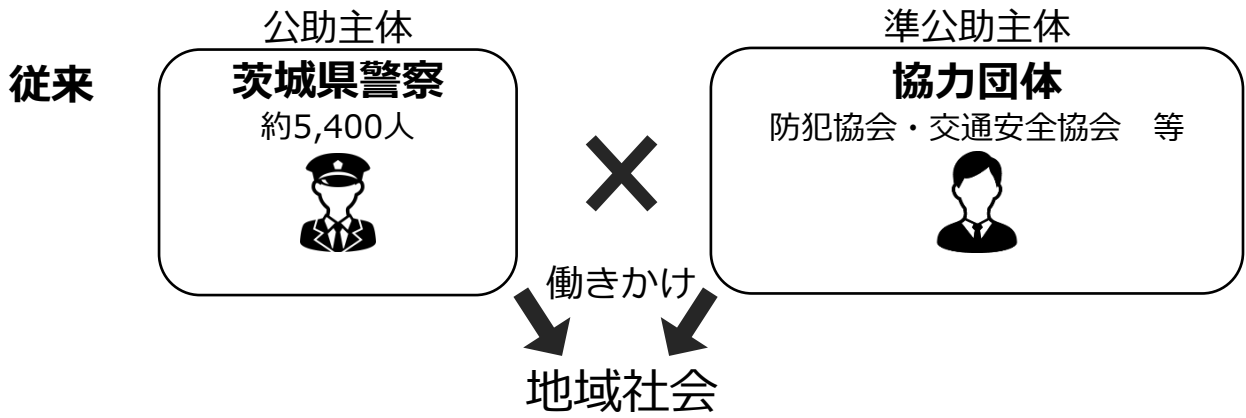 従来
公助主体
茨城県警察
約5,400人
準公助主体
協力団体
防犯協会・交通安全協会　等
働きかけ
地域社会